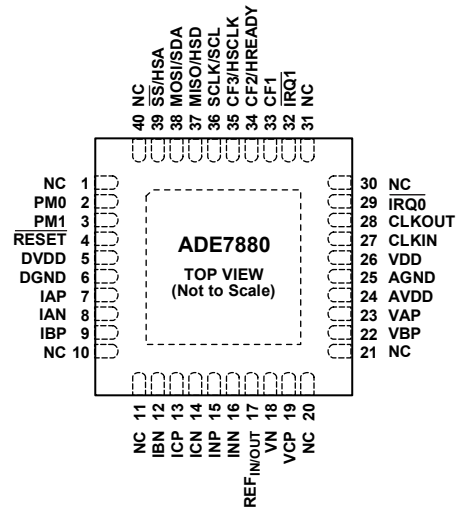 40 NC
39 S̅S̅/HSA
38 MOSI/SDA
37 MISO/HSD
36 SCLK/SCL
35 CF3/HSCLK
34 CF2/HREADY
33 CF1
32 I̅R̅Q̅1̅
31 NC
NC 1
PM0 2
PM1 3
R̅E̅S̅E̅T̅ 4
DVDD 5
DGND 6
IAP 7
IAN 8
IBP 9
NC 10
ADE7880
TOP VIEW
(Not to Scale)
30 NC
29 I̅R̅Q̅0̅
28 CLKOUT
27 CLKIN
26 VDD
25 AGND
24 AVDD
23 VAP
22 VBP
21 NC
NC 11
IBN 12
ICP 13
ICN 14
INP 15
INN 16
REFIN/OUT 17
VN 18
VCP 19
NC 20